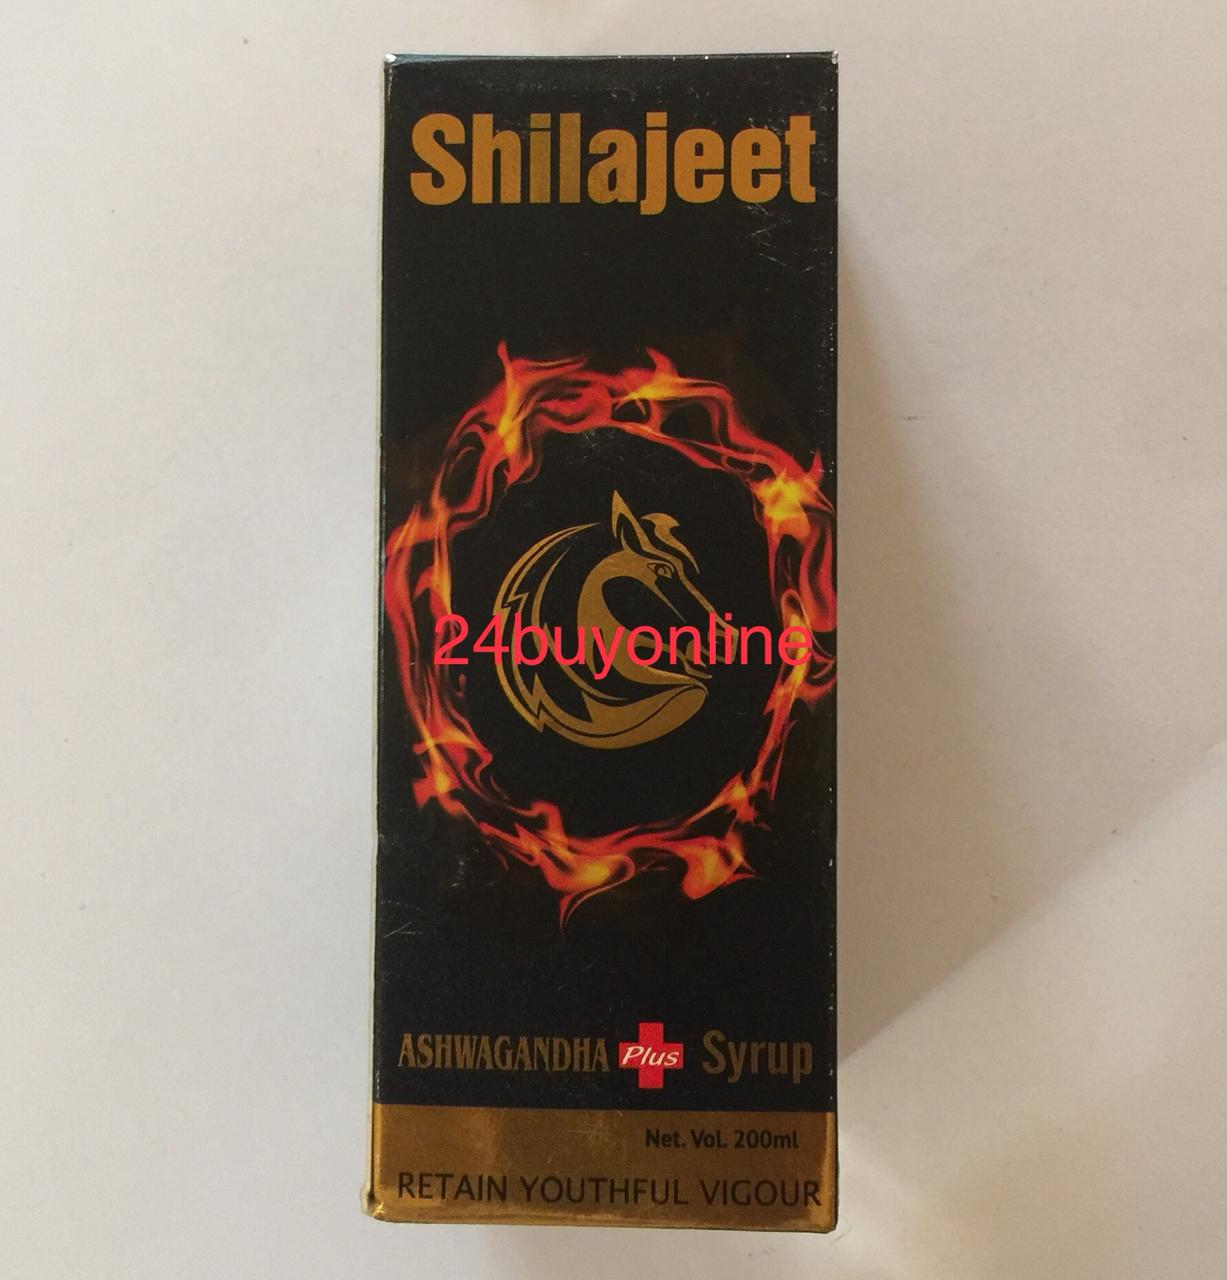 Shilajeet
24buyonline
ASHWAGANDHA Plus Syrup
Net. Vol. 200ml
RETAIN YOUTHFUL VIGOUR